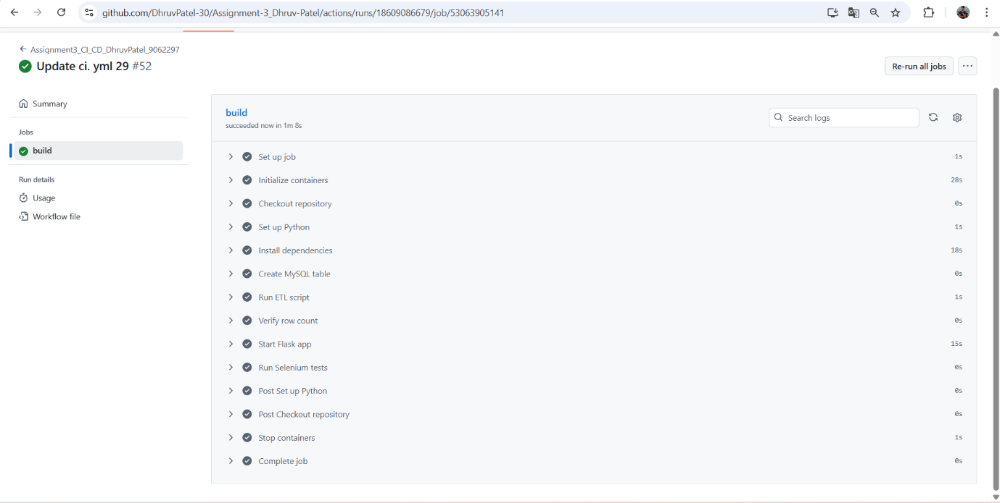 github.com/DhruvPatel-30/Assignment-3_Dhruv-Patel/actions/runs/18609086679/job/53063905141
Assignment3_CI_CD_DhruvPatel_9062297
Update ci. yml 29 #52
Re-run all jobs
Summary
Jobs
build
Run details
Usage
Workflow file
build
succeeded now in 1m 8s
Search logs
Set up job 1s
Initialize containers 28s
Checkout repository 0s
Set up Python 1s
Install dependencies 18s
Create MySQL table 0s
Run ETL script 1s
Verify row count 0s
Start Flask app 15s
Run Selenium tests 0s
Post Set up Python 0s
Post Checkout repository 0s
Stop containers 1s
Complete job 0s